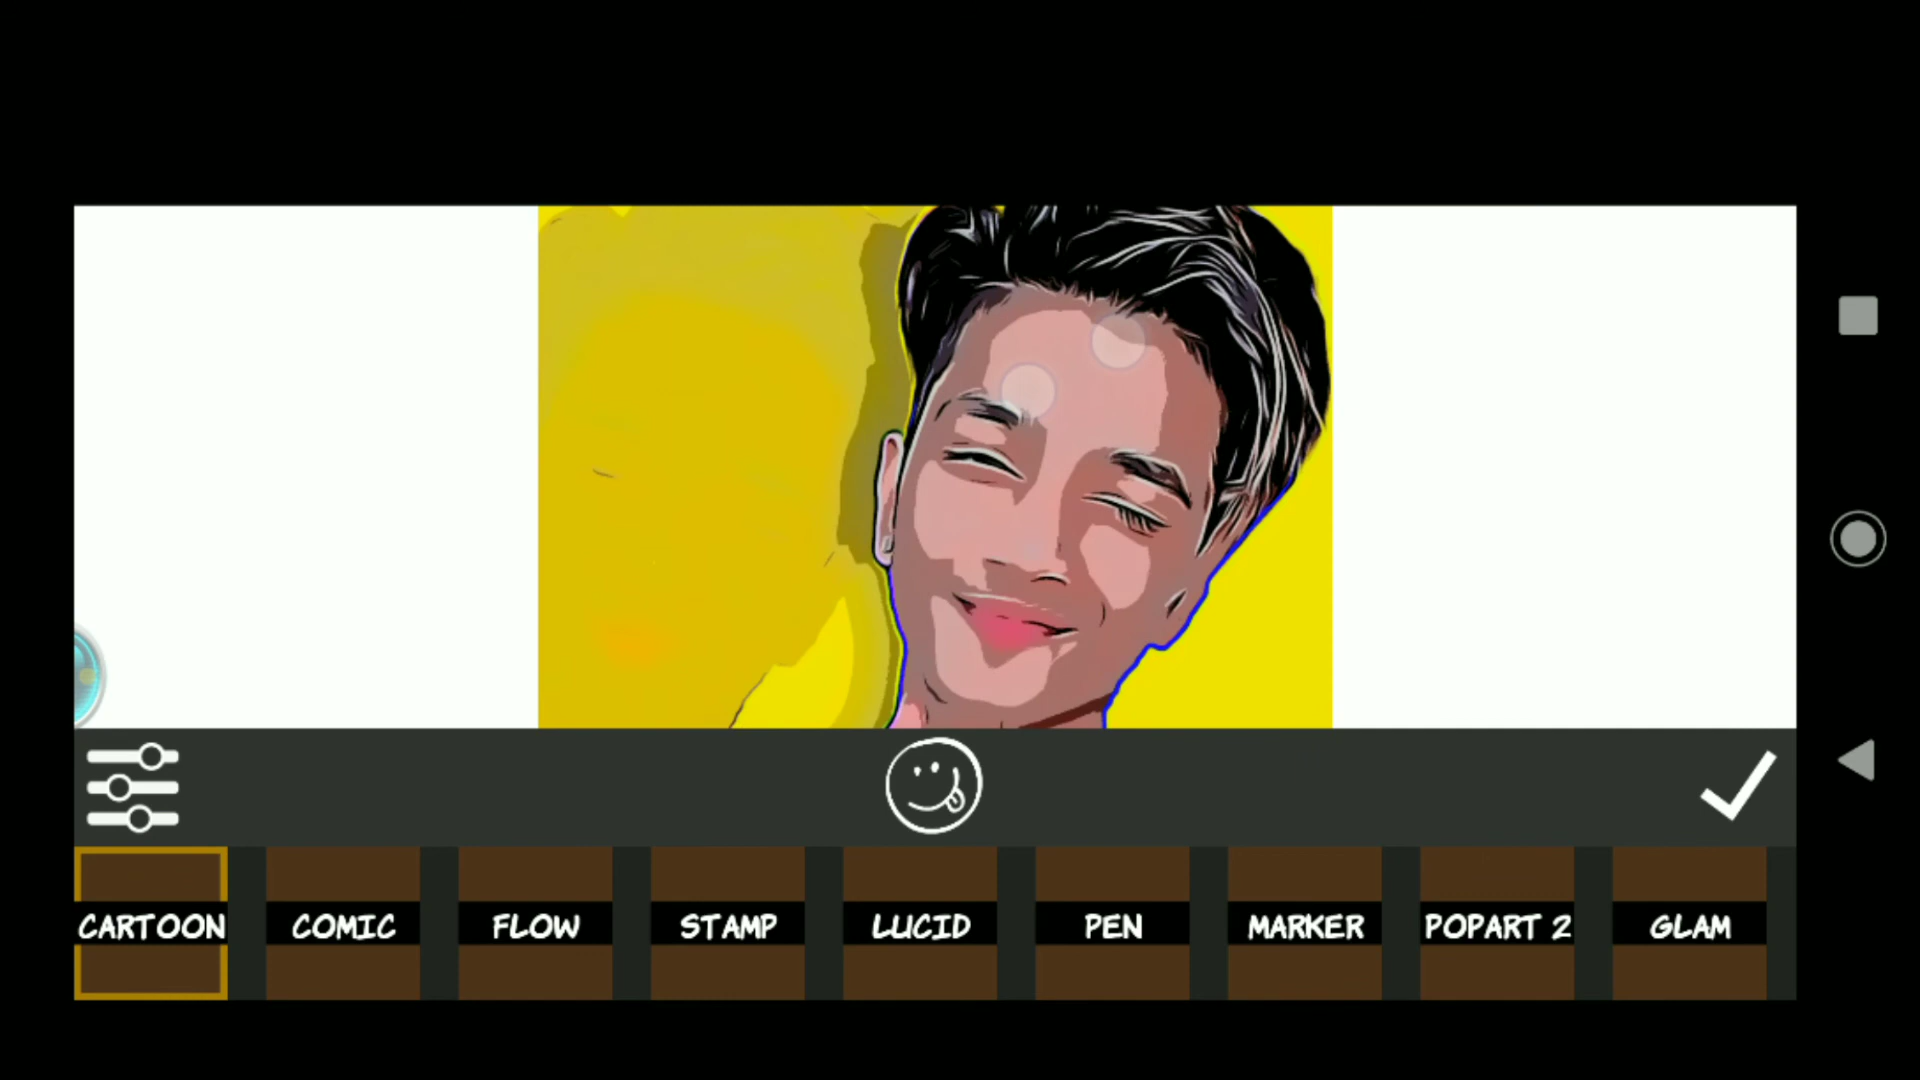 CARTOON
COMIC
FLOW
STAMP
LUCID
PEN
MARKER
POPART 2
GLAM